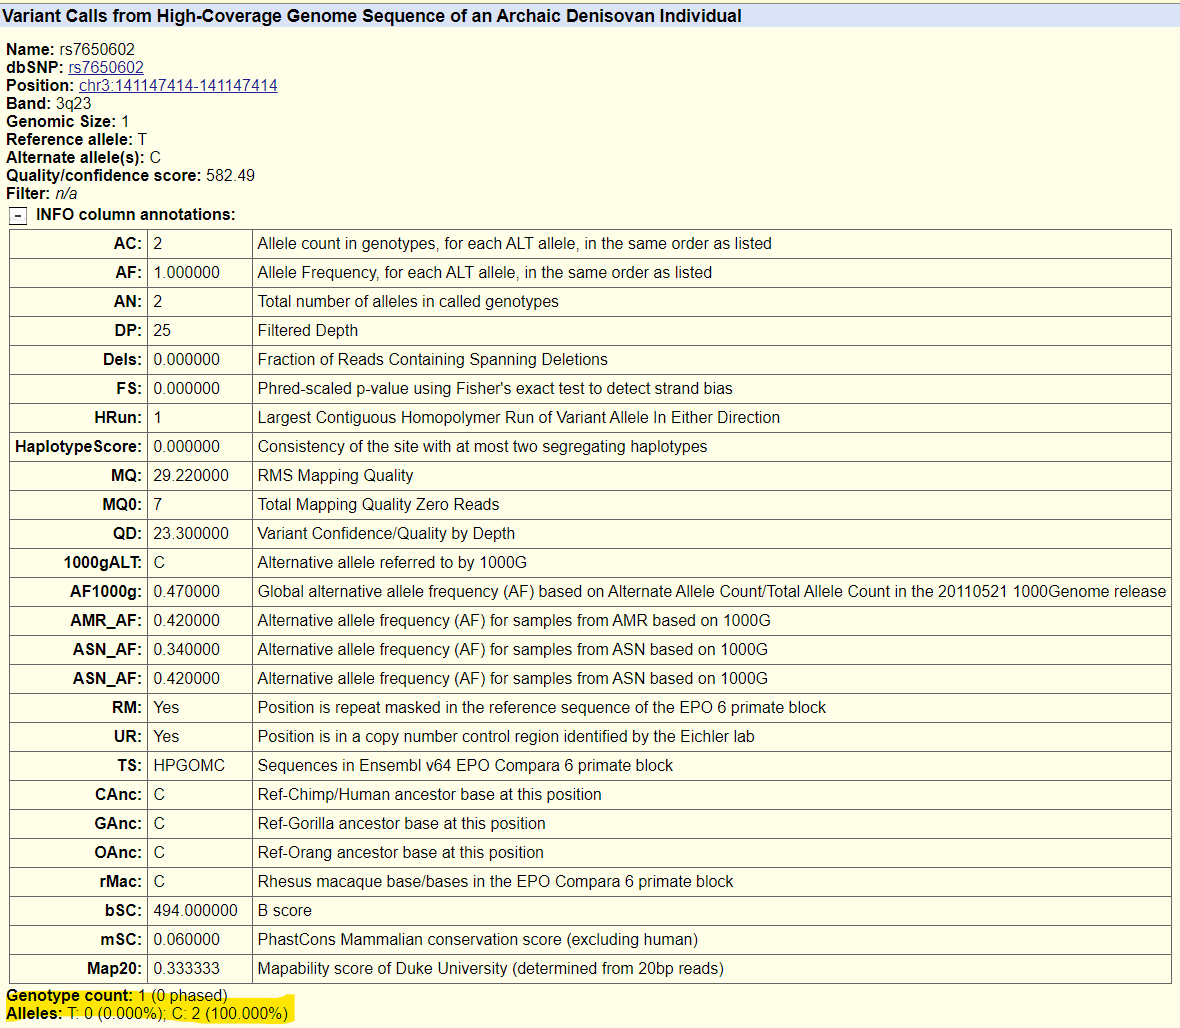 Variant Calls from High-Coverage Genome Sequence of an Archaic Denisovan Individual
Name: rs7650602
dbSNP: rs7650602
Position: chr3:141147414-141147414
Band: 3q23
Genomic Size: 1
Reference allele: T
Alternate allele(s): C
Quality/confidence score: 582.49
Filter: n/a
- INFO column annotations:
AC: 2 Allele count in genotypes, for each ALT allele, in the same order as listed
AF: 1.000000 Allele Frequency, for each ALT allele, in the same order as listed
AN: 2 Total number of alleles in called genotypes
DP: 25 Filtered Depth
Dels: 0.000000 Fraction of Reads Containing Spanning Deletions
FS: 0.000000 Phred-scaled p-value using Fisher's exact test to detect strand bias
HRun: 1 Largest Contiguous Homopolymer Run of Variant Allele In Either Direction
HaplotypeScore: 0.000000 Consistency of the site with at most two segregating haplotypes
MQ: 29.220000 RMS Mapping Quality
MQ0: 7 Total Mapping Quality Zero Reads
QD: 23.300000 Variant Confidence/Quality by Depth
1000gALT: C Alternative allele referred to by 1000G
AF1000g: 0.470000 Global alternative allele frequency (AF) based on Alternate Allele Count/Total Allele Count in the 20110521 1000Genome release
AMR_AF: 0.420000 Alternative allele frequency (AF) for samples from AMR based on 1000G
ASN_AF: 0.340000 Alternative allele frequency (AF) for samples from ASN based on 1000G
ASN_AF: 0.420000 Alternative allele frequency (AF) for samples from ASN based on 1000G
RM: Yes Position is repeat masked in the reference sequence of the EPO 6 primate block
UR: Yes Position is in a copy number control region identified by the Eichler lab
TS: HPGOMC Sequences in Ensembl v64 EPO Compara 6 primate block
CAnc: C Ref-Chimp/Human ancestor base at this position
GAnc: C Ref-Gorilla ancestor base at this position
OAnc: C Ref-Orang ancestor base at this position
rMac: C Rhesus macaque base/bases in the EPO Compara 6 primate block
bSC: 494.000000 B score
mSC: 0.060000 PhastCons Mammalian conservation score (excluding human)
Map20: 0.333333 Mapability score of Duke University (determined from 20bp reads)
Genotype count: 1 (0 phased)
Alleles: T: 0 (0.000%); C: 2 (100.000%)